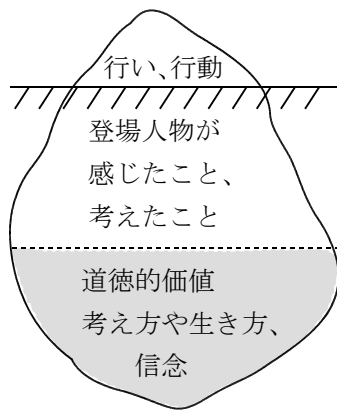 行い、行動
登場人物が
感じたこと、
考えたこと
道徳的価値
考え方や生き方、
信念